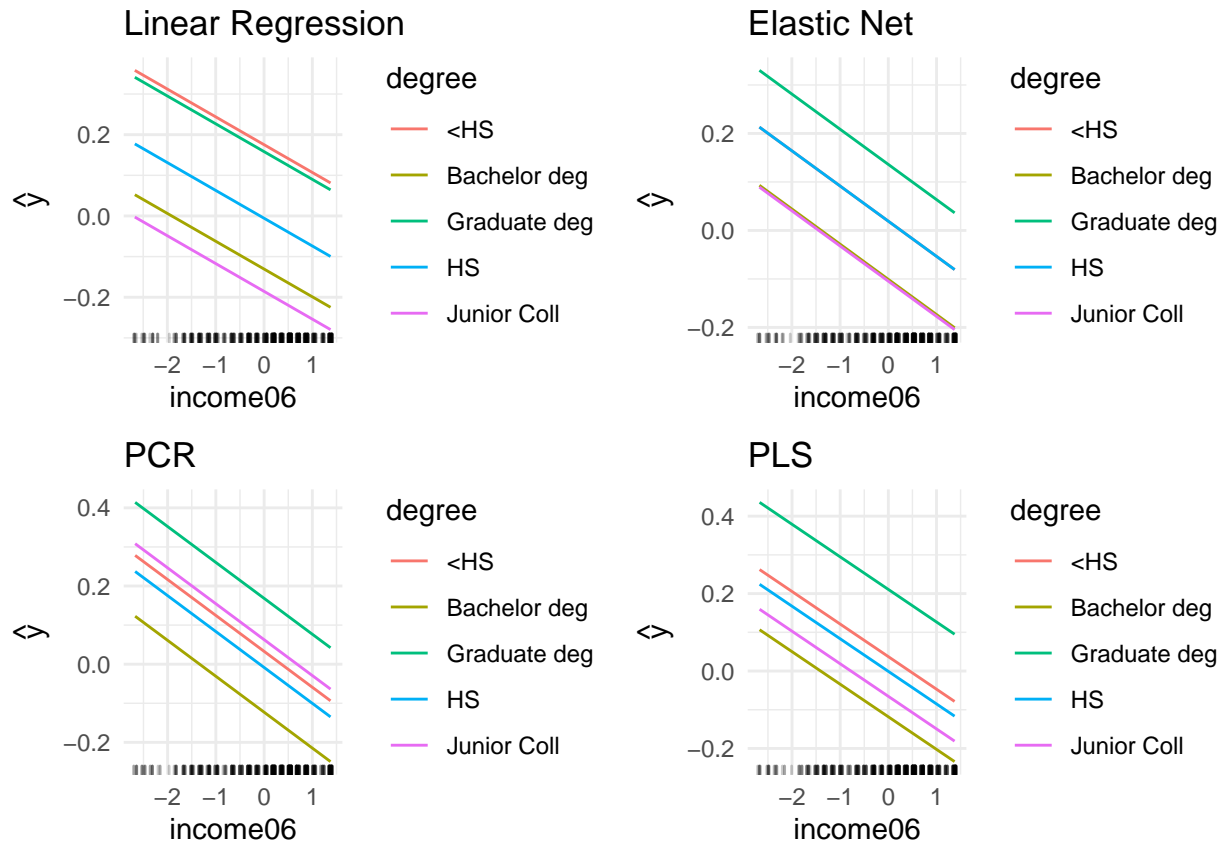 Linear Regression
degree
<HS
Bachelor deg
Graduate deg
HS
Junior Coll
0.2
0.0
−0.2
ŷ
−2 −1 0 1
income06
Elastic Net
degree
<HS
Bachelor deg
Graduate deg
HS
Junior Coll
0.2
0.0
−0.2
ŷ
−2 −1 0 1
income06
PCR
degree
<HS
Bachelor deg
Graduate deg
HS
Junior Coll
0.4
0.2
0.0
−0.2
ŷ
−2 −1 0 1
income06
PLS
degree
<HS
Bachelor deg
Graduate deg
HS
Junior Coll
0.4
0.2
0.0
−0.2
ŷ
−2 −1 0 1
income06